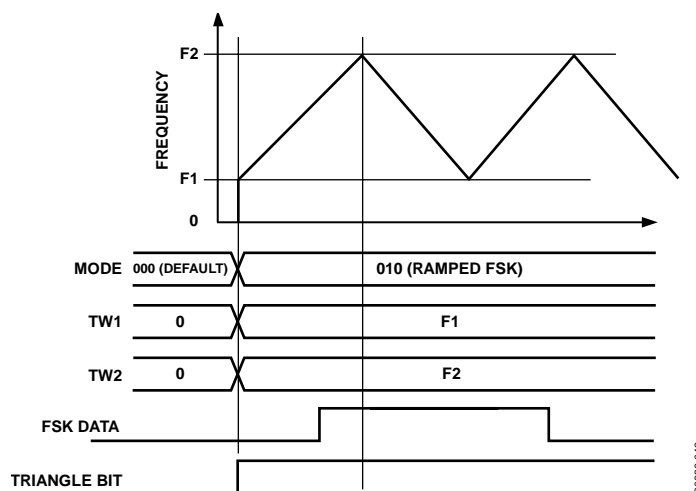 F2
FREQUENCY
F1
0
MODE 000 (DEFAULT) 010 (RAMPED FSK)
TW1 0 F1
TW2 0 F2
FSK DATA
TRIANGLE BIT